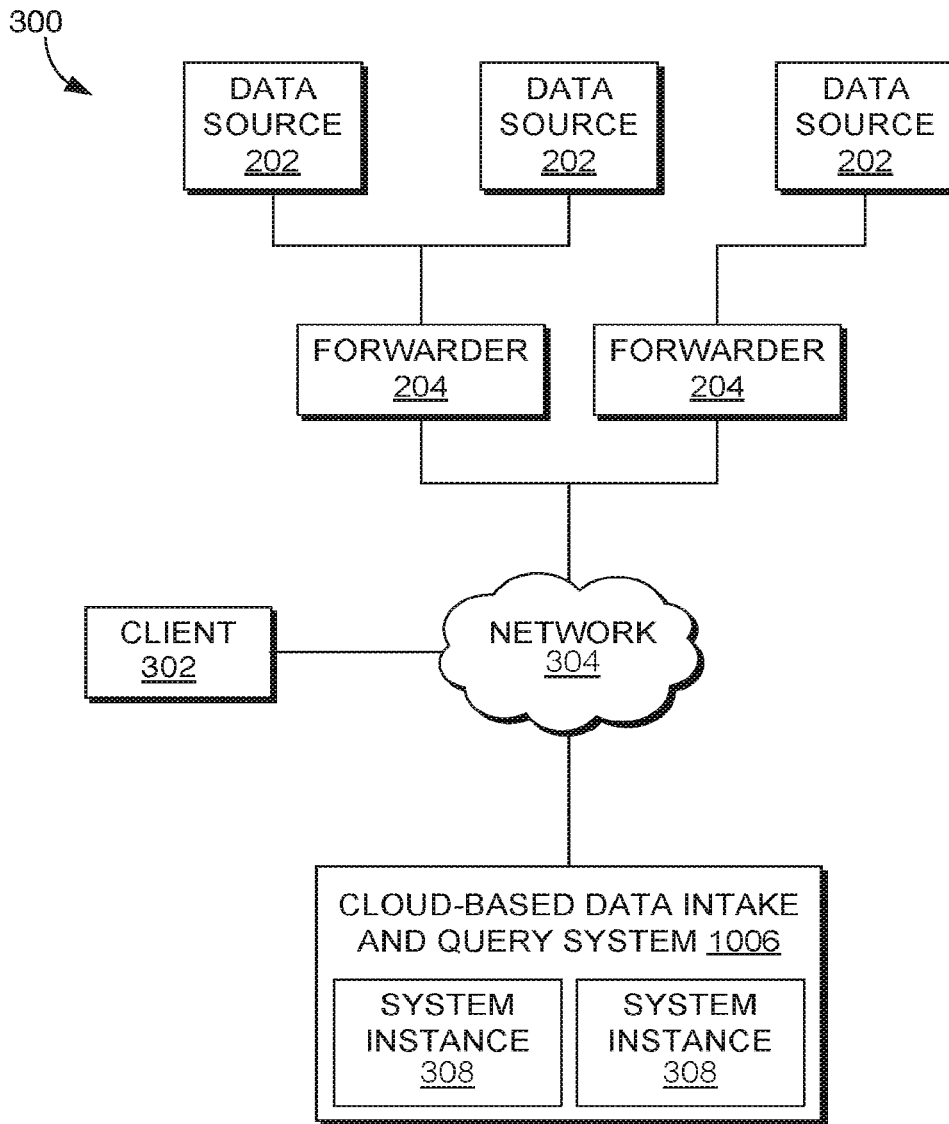 300
DATA
SOURCE
202
DATA
SOURCE
202
DATA
SOURCE
202
FORWARDER
204
FORWARDER
204
CLIENT
302
NETWORK
304
CLOUD-BASED DATA INTAKE
AND QUERY SYSTEM 1006
SYSTEM
INSTANCE
308
SYSTEM
INSTANCE
308